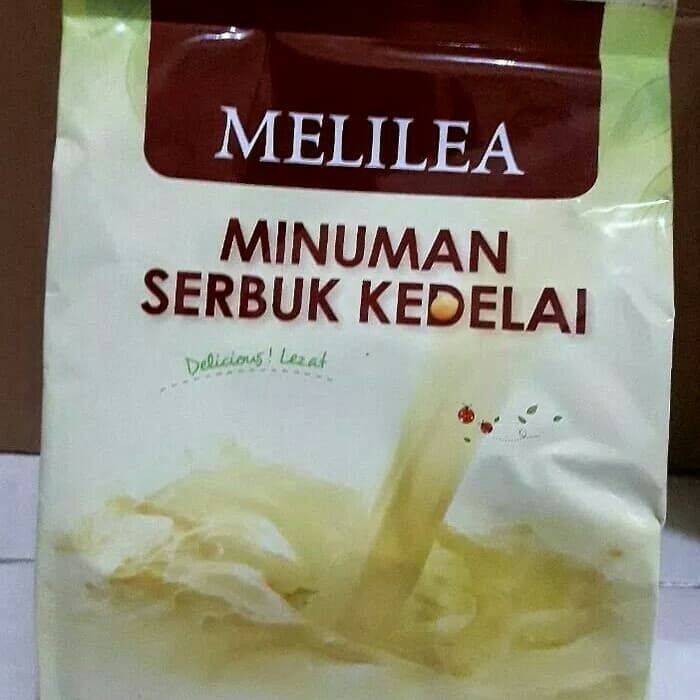 MELILEA
MINUMAN
SERBUK KEDELAI
Delicious! Lezat